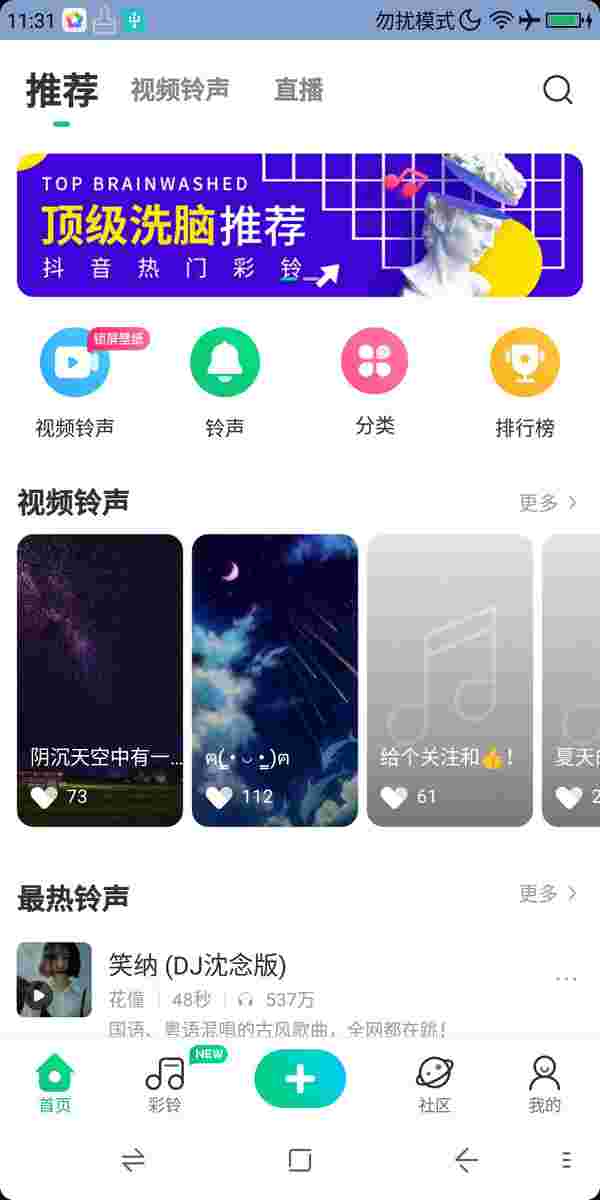 11:31
勿扰模式
推荐 视频铃声 直播
TOP BRAINWASHED
顶级洗脑推荐
抖音热门彩铃
锁屏壁纸
视频铃声 铃声 分类 排行榜
视频铃声 更多
阴沉天空中有一... ฅ(•̀ ᴗ •́)ฅ 给个关注和👍! 夏天
73 112 61 2
最热铃声 更多
笑纳 (DJ沈念版)
花僮 48秒 537万
国语、粤语混唱的古风歌曲，全网都在跳！
NEW
首页 彩铃 社区 我的